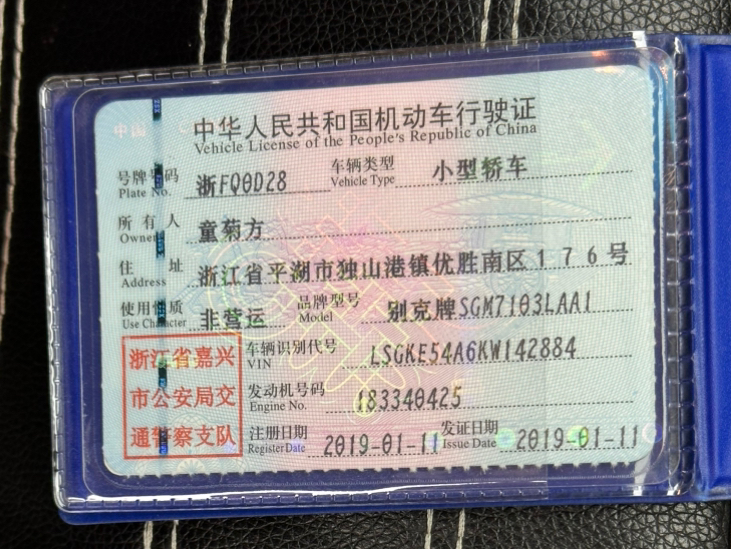 中华人民共和国机动车行驶证
Vehicle License of the People's Republic of China
号牌号码 浙FQ0D28 车辆类型 小型轿车
Plate No. Vehicle Type
所有人 童菊方
Owner
住址 浙江省平湖市独山港镇优胜南区176号
Address
使用性质 非营运 品牌型号 别克牌SGM7103LAA1
Use Character Model
浙江省嘉兴
市公安局交
通警察支队
车辆识别代号 LSGKE54A6KW142884
VIN
发动机号码 183340425
Engine No.
注册日期 2019-01-11 发证日期 2019-01-11
Register Date Issue Date